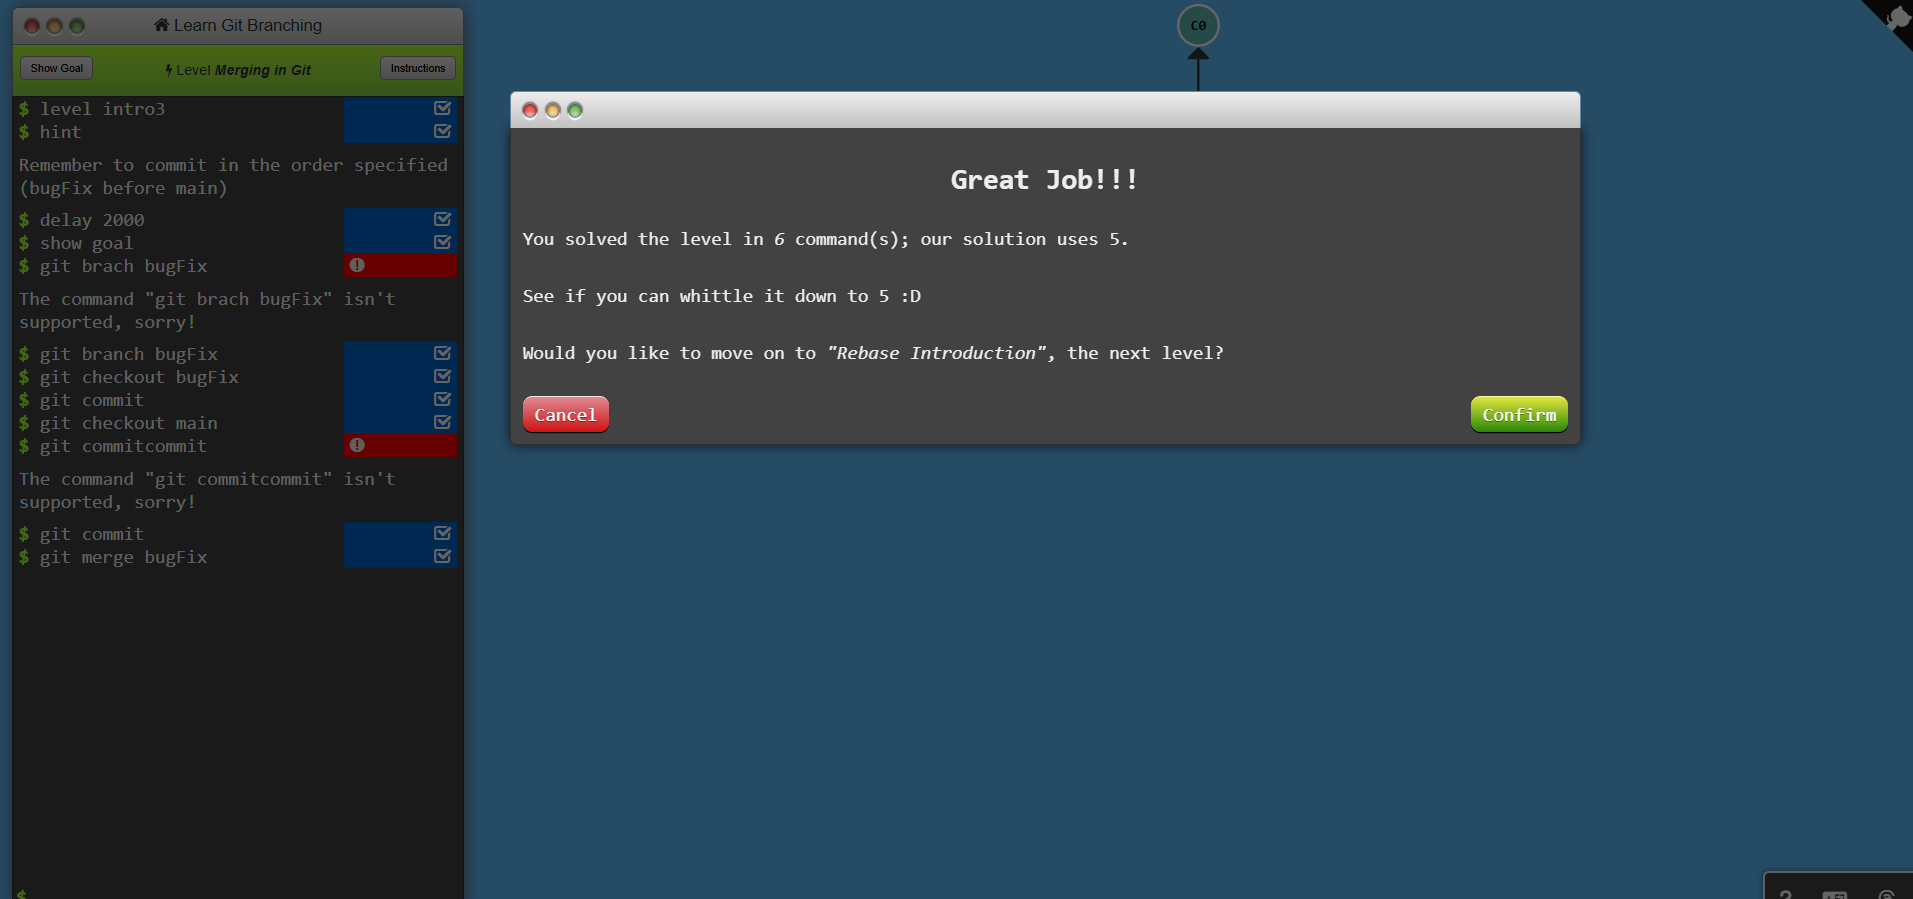 Learn Git Branching
Show Goal
Level Merging in Git
Instructions
$ level intro3
$ hint
Remember to commit in the order specified
(bugFix before main)
$ delay 2000
$ show goal
$ git brach bugFix
The command "git brach bugFix" isn't
supported, sorry!
$ git branch bugFix
$ git checkout bugFix
$ git commit
$ git checkout main
$ git commitcommit
The command "git commitcommit" isn't
supported, sorry!
$ git commit
$ git merge bugFix
$
C0
Great Job!!!
You solved the level in 6 command(s); our solution uses 5.
See if you can whittle it down to 5 :D
Would you like to move on to "Rebase Introduction", the next level?
Cancel
Confirm